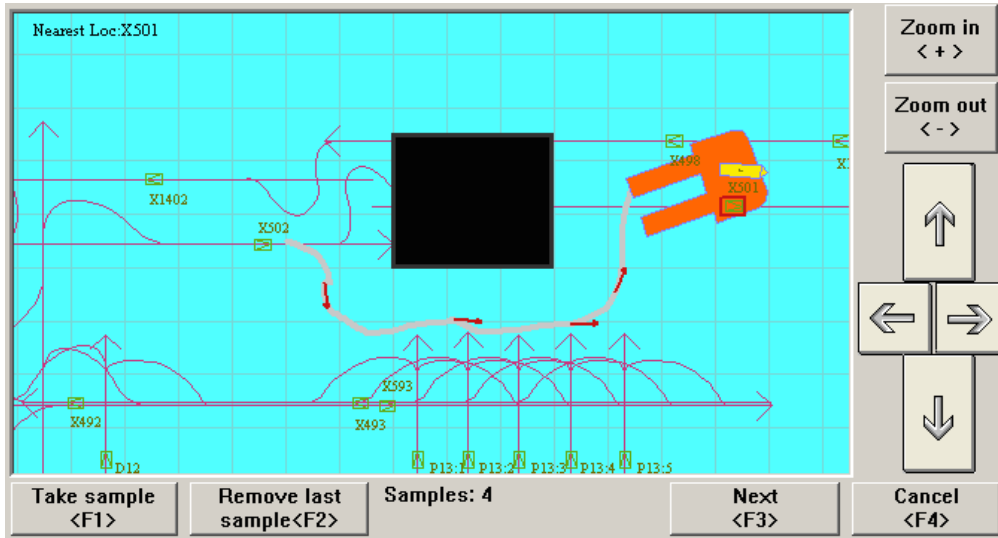 Nearest Loc:X501
Zoom in
< + >
Zoom out
< - >
X498
X501
X1402
X502
X593
X492
X493
D12
P13:1
P13:2
P13:3
P13:4
P13:5
Take sample
<F1>
Remove last
sample<F2>
Samples: 4
Next
<F3>
Cancel
<F4>